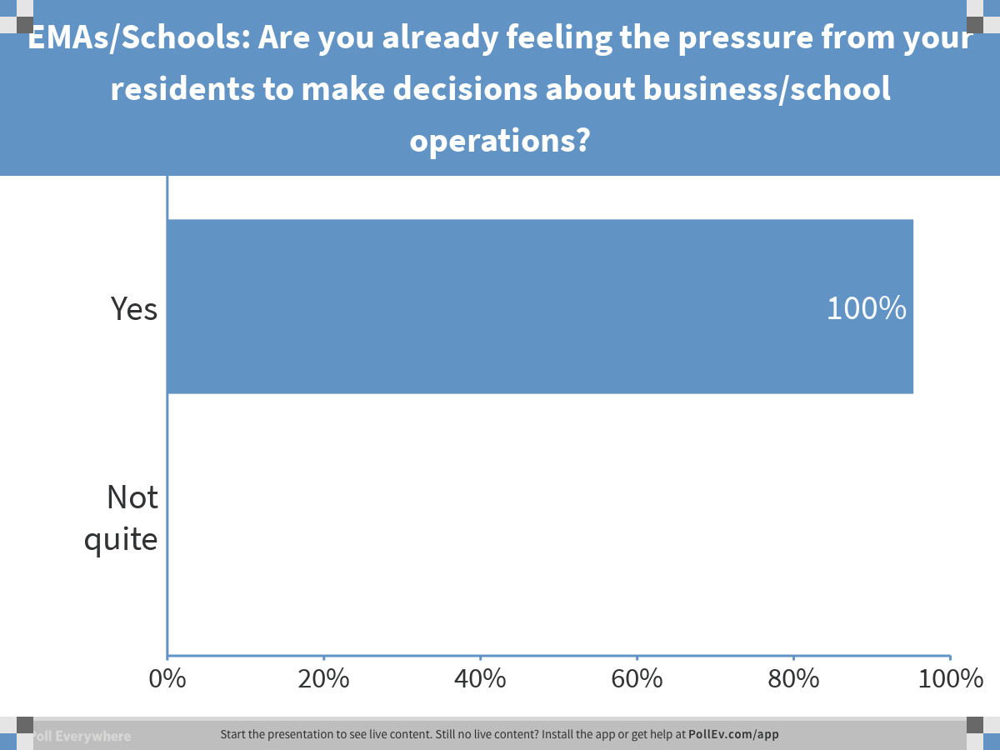 EMAs/Schools: Are you already feeling the pressure from your
residents to make decisions about business/school
operations?
Yes
100%
Not
quite
0%
20%
40%
60%
80%
100%
Poll Everywhere
Start the presentation to see live content. Still no live content? Install the app or get help at PollEv.com/app